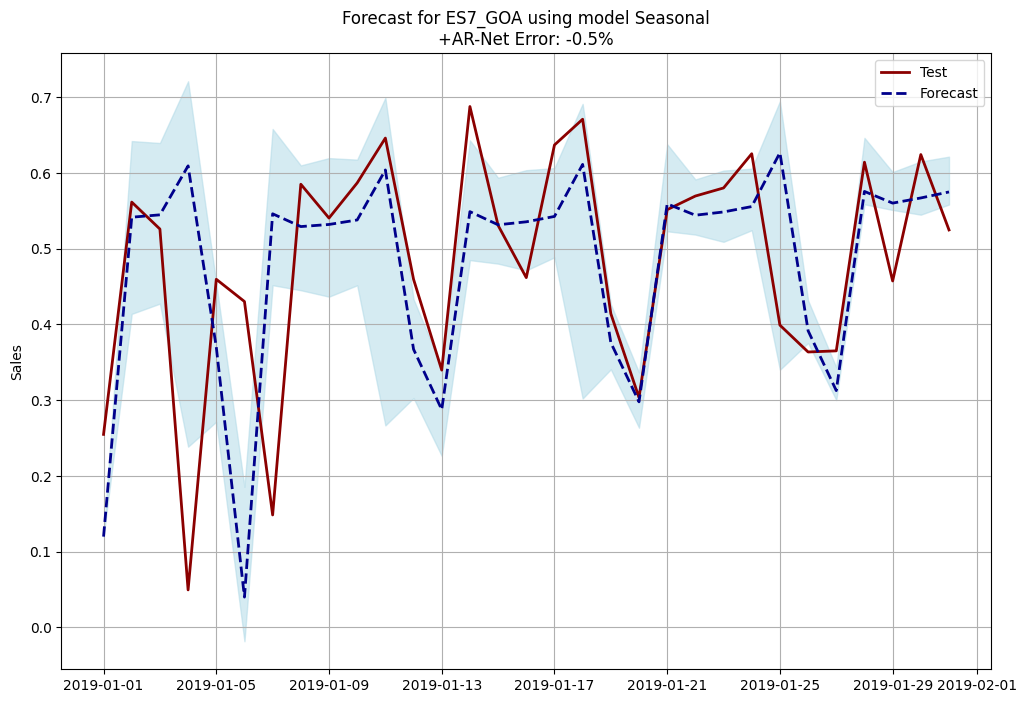 Forecast for ES7_GOA using model Seasonal
+AR-Net Error: -0.5%
Test
Forecast
Sales
0.7
0.6
0.5
0.4
0.3
0.2
0.1
0.0
2019-01-01 2019-01-05 2019-01-09 2019-01-13 2019-01-17 2019-01-21 2019-01-25 2019-01-29 2019-02-01